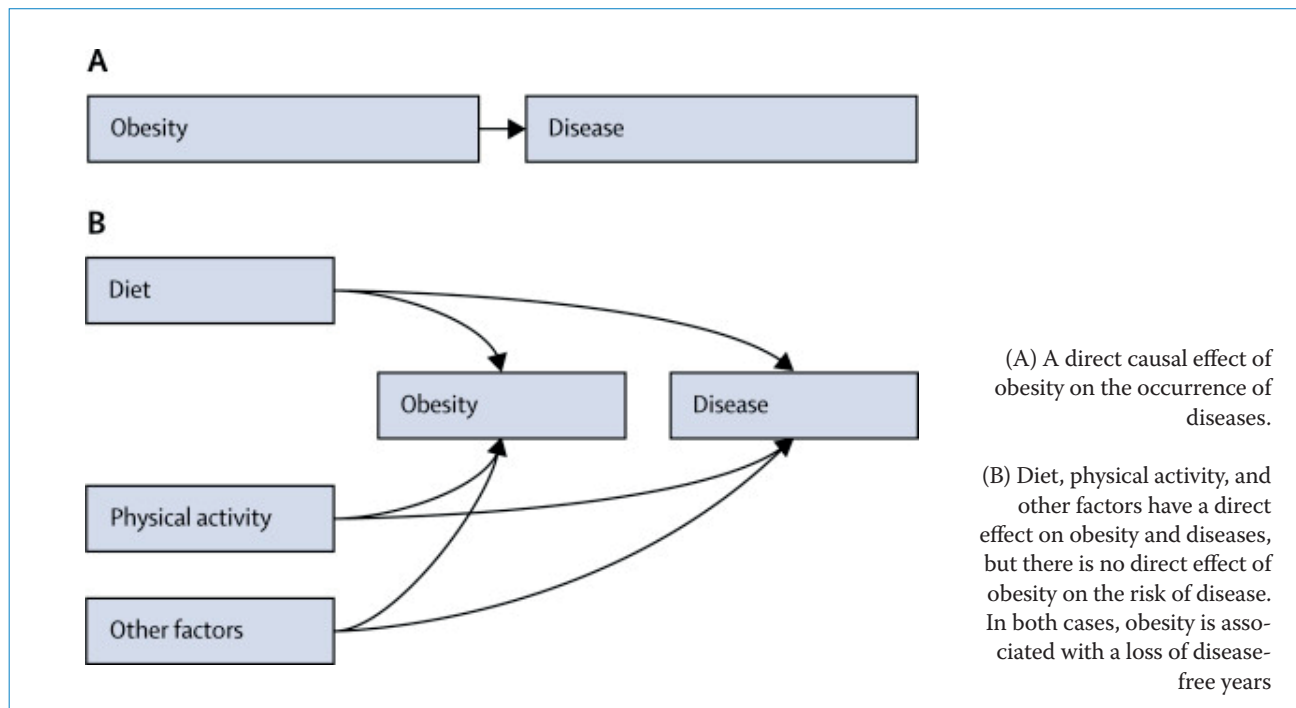 A
Obesity
Disease
B
Diet
Obesity
Disease
Physical activity
Other factors
(A) A direct causal effect of
obesity on the occurrence of
diseases.
(B) Diet, physical activity, and
other factors have a direct
effect on obesity and diseases,
but there is no direct effect of
obesity on the risk of disease.
In both cases, obesity is asso-
ciated with a loss of disease-
free years